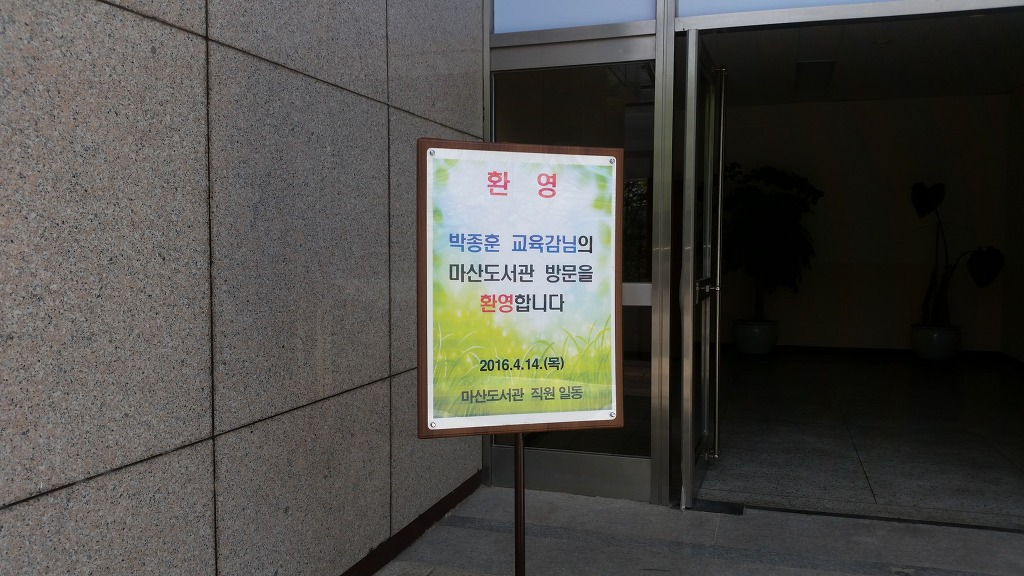 환 영
박종훈 교육감님의
마산도서관 방문을
환영합니다
2016.4.14.(목)
마산도서관 직원 일동